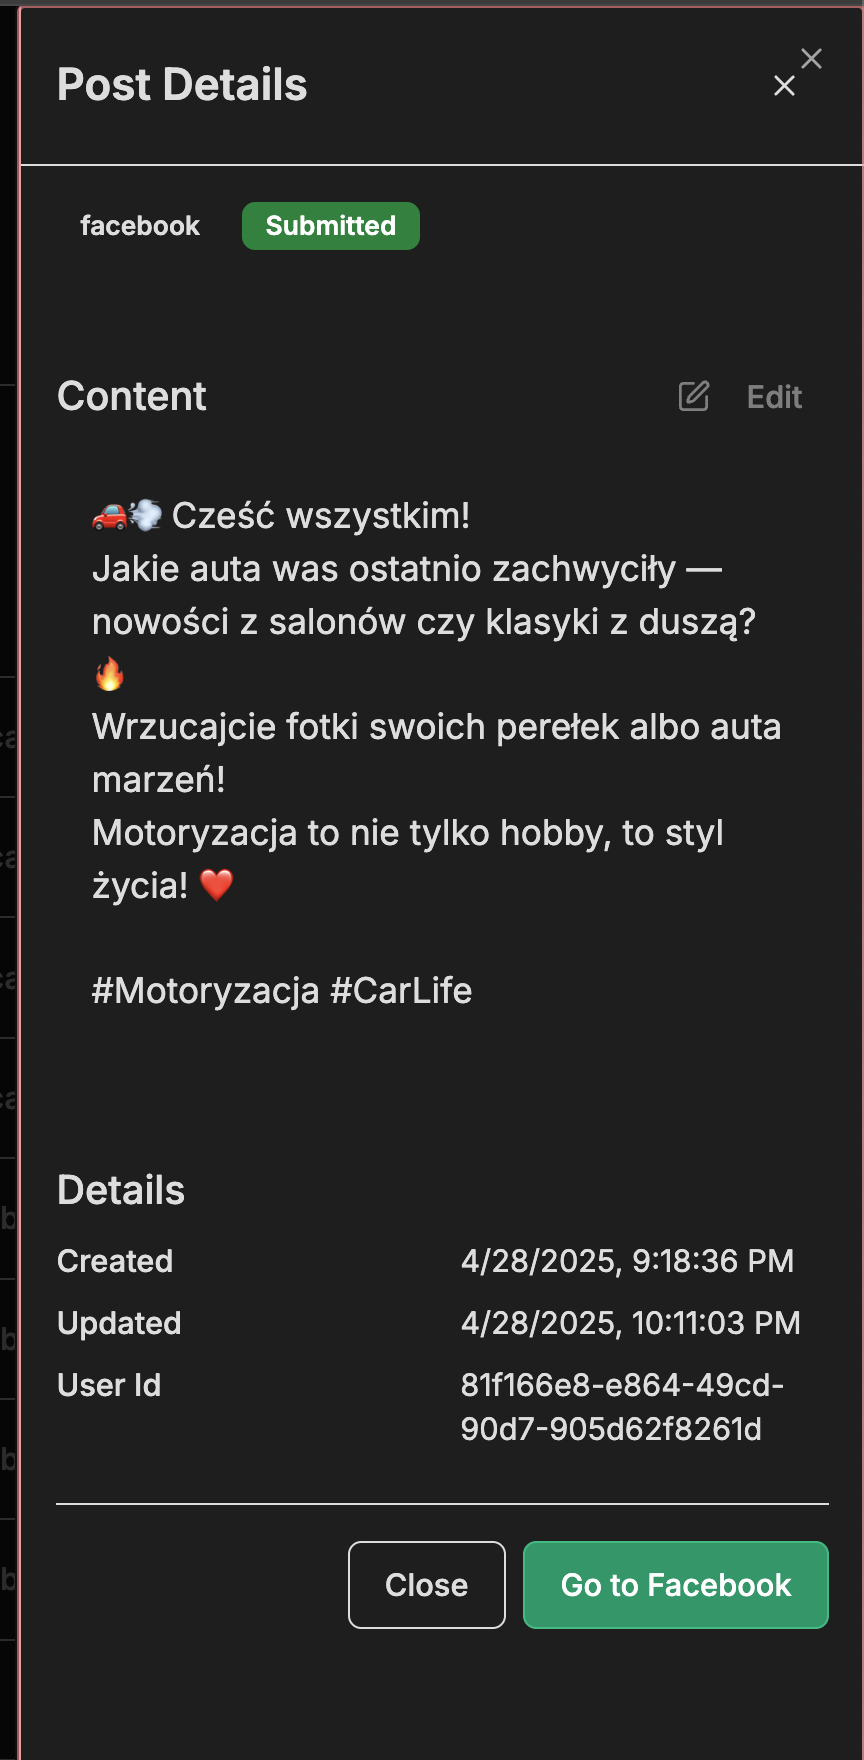 Post Details
facebook
Submitted
Content
Edit
🚗💨 Cześć wszystkim!
Jakie auta was ostatnio zachwyciły —
nowości z salonów czy klasyki z duszą?
🔥
Wrzucajcie fotki swoich perełek albo auta
marzeń!
Motoryzacja to nie tylko hobby, to styl
życia! ❤️
#Motoryzacja #CarLife
Details
Created 4/28/2025, 9:18:36 PM
Updated 4/28/2025, 10:11:03 PM
User Id 81f166e8-e864-49cd-
90d7-905d62f8261d
Close
Go to Facebook